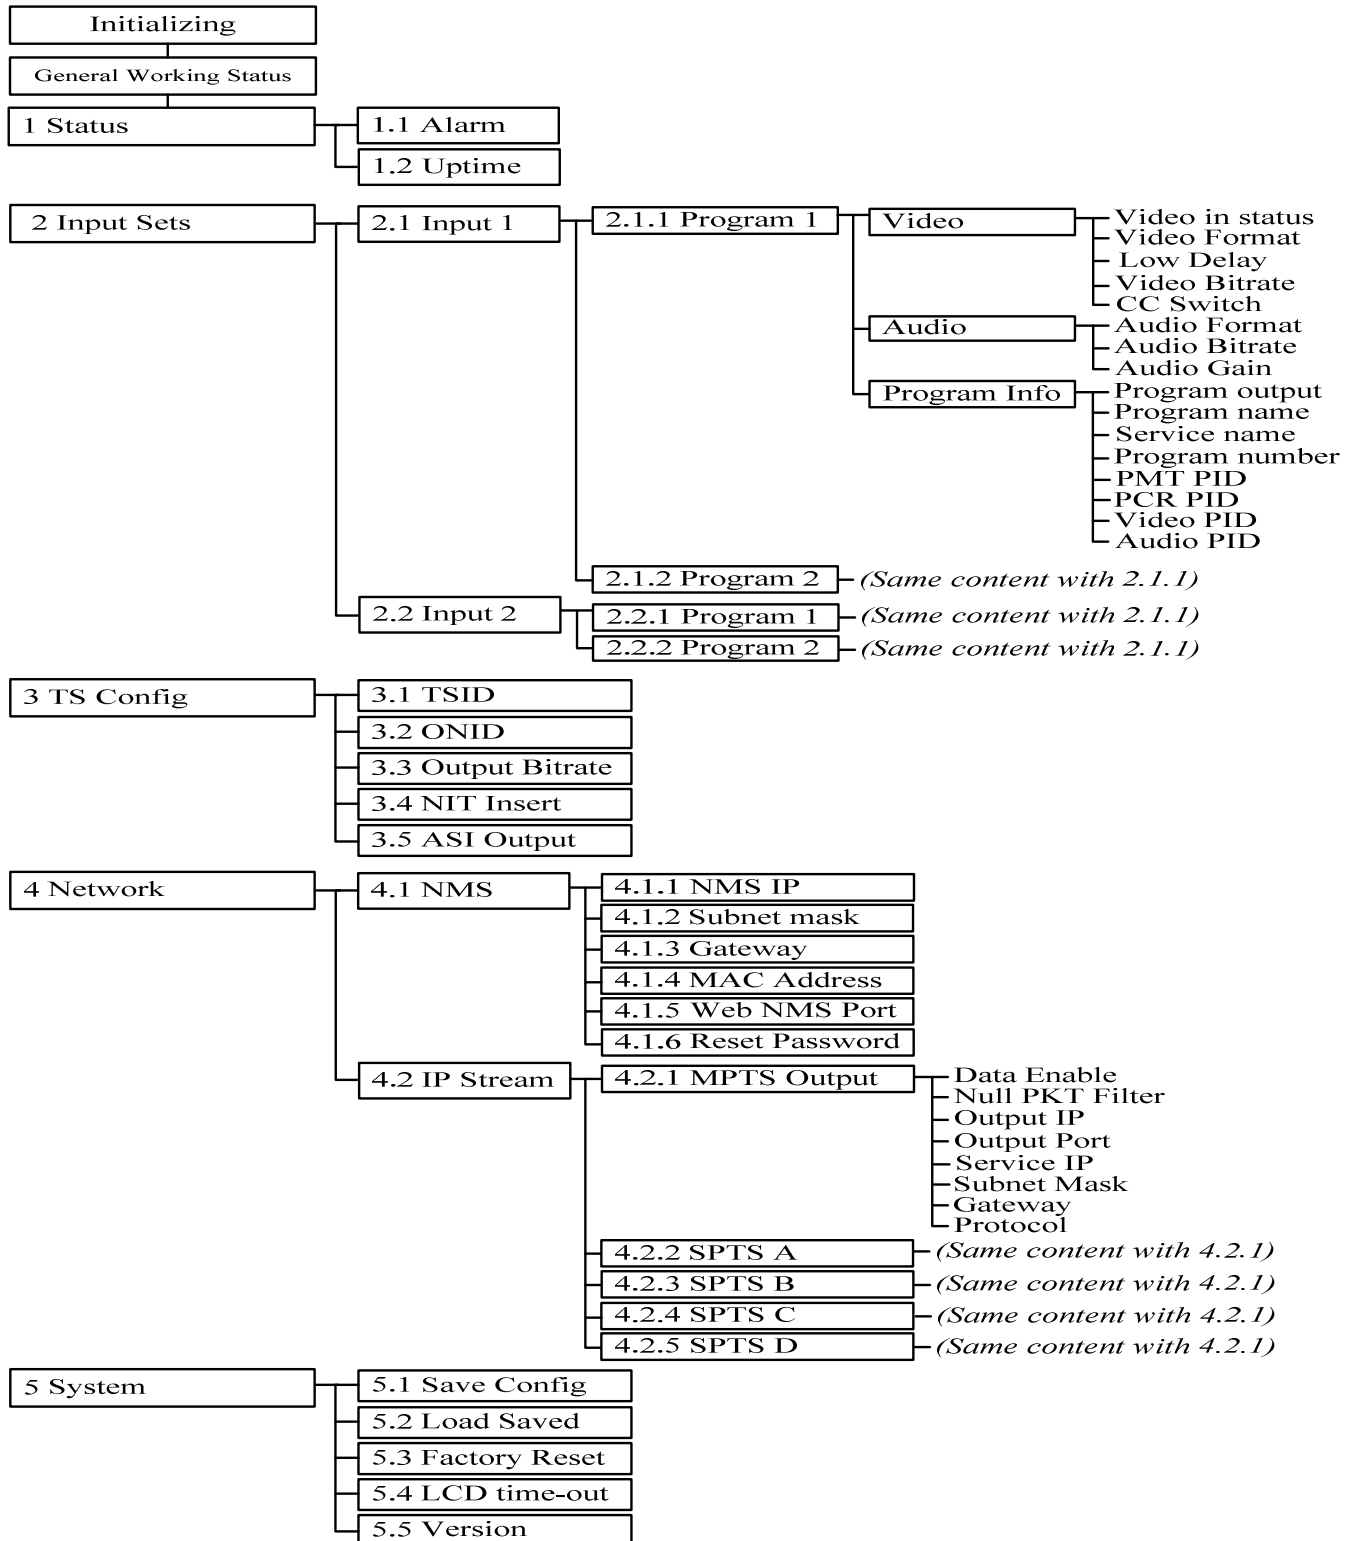 Initializing
General Working Status
1 Status
1.1 Alarm
1.2 Uptime
2 Input Sets
2.1 Input 1
2.1.1 Program 1
Video
Video in status
Video Format
Low Delay
Video Bitrate
CC Switch
Audio
Audio Format
Audio Bitrate
Audio Gain
Program Info
Program output
Program name
Service name
Program number
PMT PID
PCR PID
Video PID
Audio PID
2.1.2 Program 2
(Same content with 2.1.1)
2.2 Input 2
2.2.1 Program 1
(Same content with 2.1.1)
2.2.2 Program 2
(Same content with 2.1.1)
3 TS Config
3.1 TSID
3.2 ONID
3.3 Output Bitrate
3.4 NIT Insert
3.5 ASI Output
4 Network
4.1 NMS
4.1.1 NMS IP
4.1.2 Subnet mask
4.1.3 Gateway
4.1.4 MAC Address
4.1.5 Web NMS Port
4.1.6 Reset Password
4.2 IP Stream
4.2.1 MPTS Output
Data Enable
Null PKT Filter
Output IP
Output Port
Service IP
Subnet Mask
Gateway
Protocol
4.2.2 SPTS A
(Same content with 4.2.1)
4.2.3 SPTS B
(Same content with 4.2.1)
4.2.4 SPTS C
(Same content with 4.2.1)
4.2.5 SPTS D
(Same content with 4.2.1)
5 System
5.1 Save Config
5.2 Load Saved
5.3 Factory Reset
5.4 LCD time-out
5.5 Version